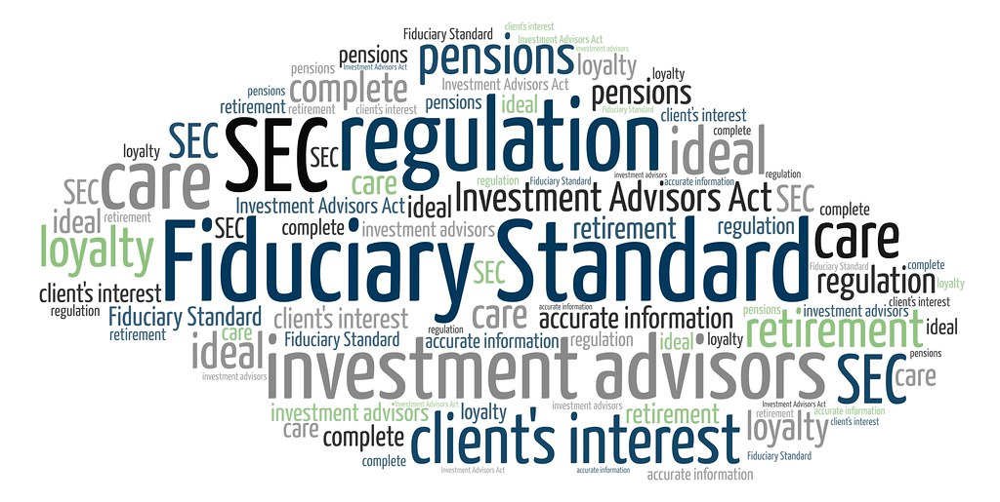 client's interest
Fiduciary Standard
Investment Advisors Act
pensions
pensions
investment advisors
loyalty
pensions
Investment Advisors Act
loyalty
complete
Investment Advisors Act
pensions
pensions
retirement
retirement
client's interest
pensions
ideal
Fiduciary Standard
client's interest
SEC
SEC
SEC
regulation
complete
ideal
loyalty
care
care
regulation
Fiduciary Standard
investment advisors
accurate information
regulation
SEC
Investment Advisors Act
ideal
Investment Advisors Act
SEC
complete
ideal
retirement
SEC
complete
investment advisors
retirement
regulation
care
loyalty
Fiduciary Standard
SEC
Fiduciary Standard
complete
regulation
loyalty
client's interest
client's interest
regulation
Fiduciary Standard
client's interest
care
accurate information
accurate information
pensions
investment advisors
retirement
care
regulation
retirement
ideal
ideal
Fiduciary Standard
accurate information
regulation
ideal
loyalty
pensions
investment advisors
investment advisors
SEC
care
investment advisors
Investment Advisors Act
loyalty
investment advisors
retirement
Investment Advisors Act
retirement
accurate information
care
complete
client's interest
loyalty
client's interest
complete
Fiduciary Standard
Investment Advisors Act
accurate information
accurate information